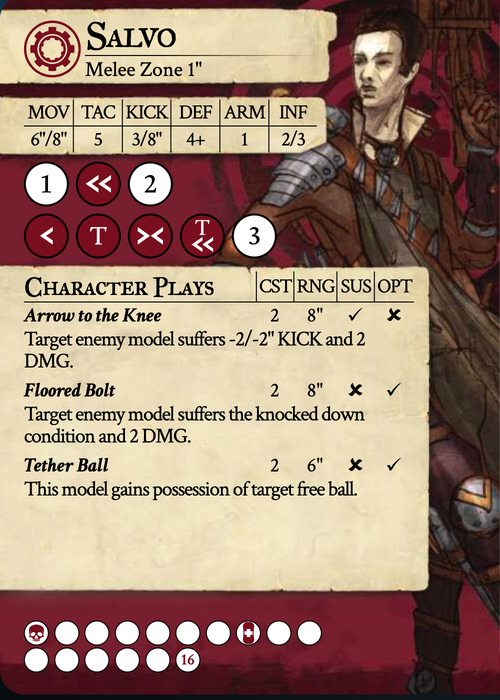 Salvo
Melee Zone 1"
MOV TAC KICK DEF ARM INF
6"/8" 5 3/8" 4+ 1 2/3
1 << 2
< T >< T << 3
Character Plays CST RNG SUS OPT
Arrow to the Knee 2 8" ✓ ✘
Target enemy model suffers -2/-2" KICK and 2
DMG.
Floored Bolt 2 8" ✘ ✓
Target enemy model suffers the knocked down
condition and 2 DMG.
Tether Ball 2 6" ✘ ✓
This model gains possession of target free ball.
16